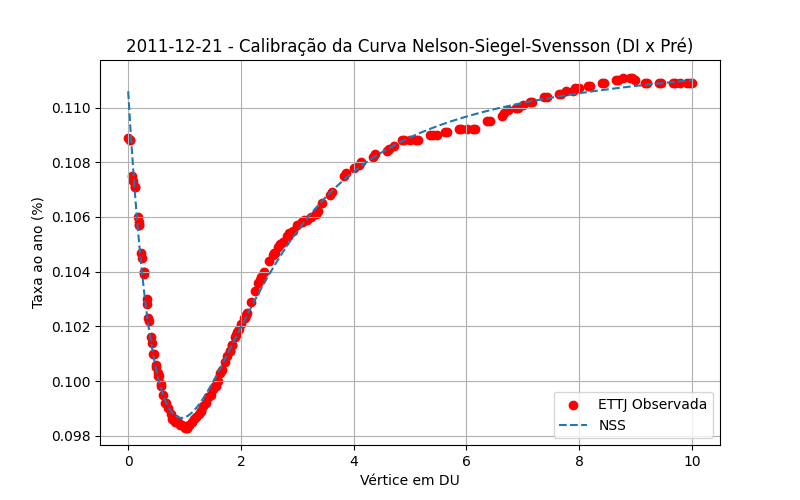 2011-12-21 - Calibração da Curva Nelson-Siegel-Svensson (DI x Pré)
Taxa ao ano (%)
0.110
0.108
0.106
0.104
0.102
0.100
0.098
ETTJ Observada
NSS
0 2 4 6 8 10
Vértice em DU